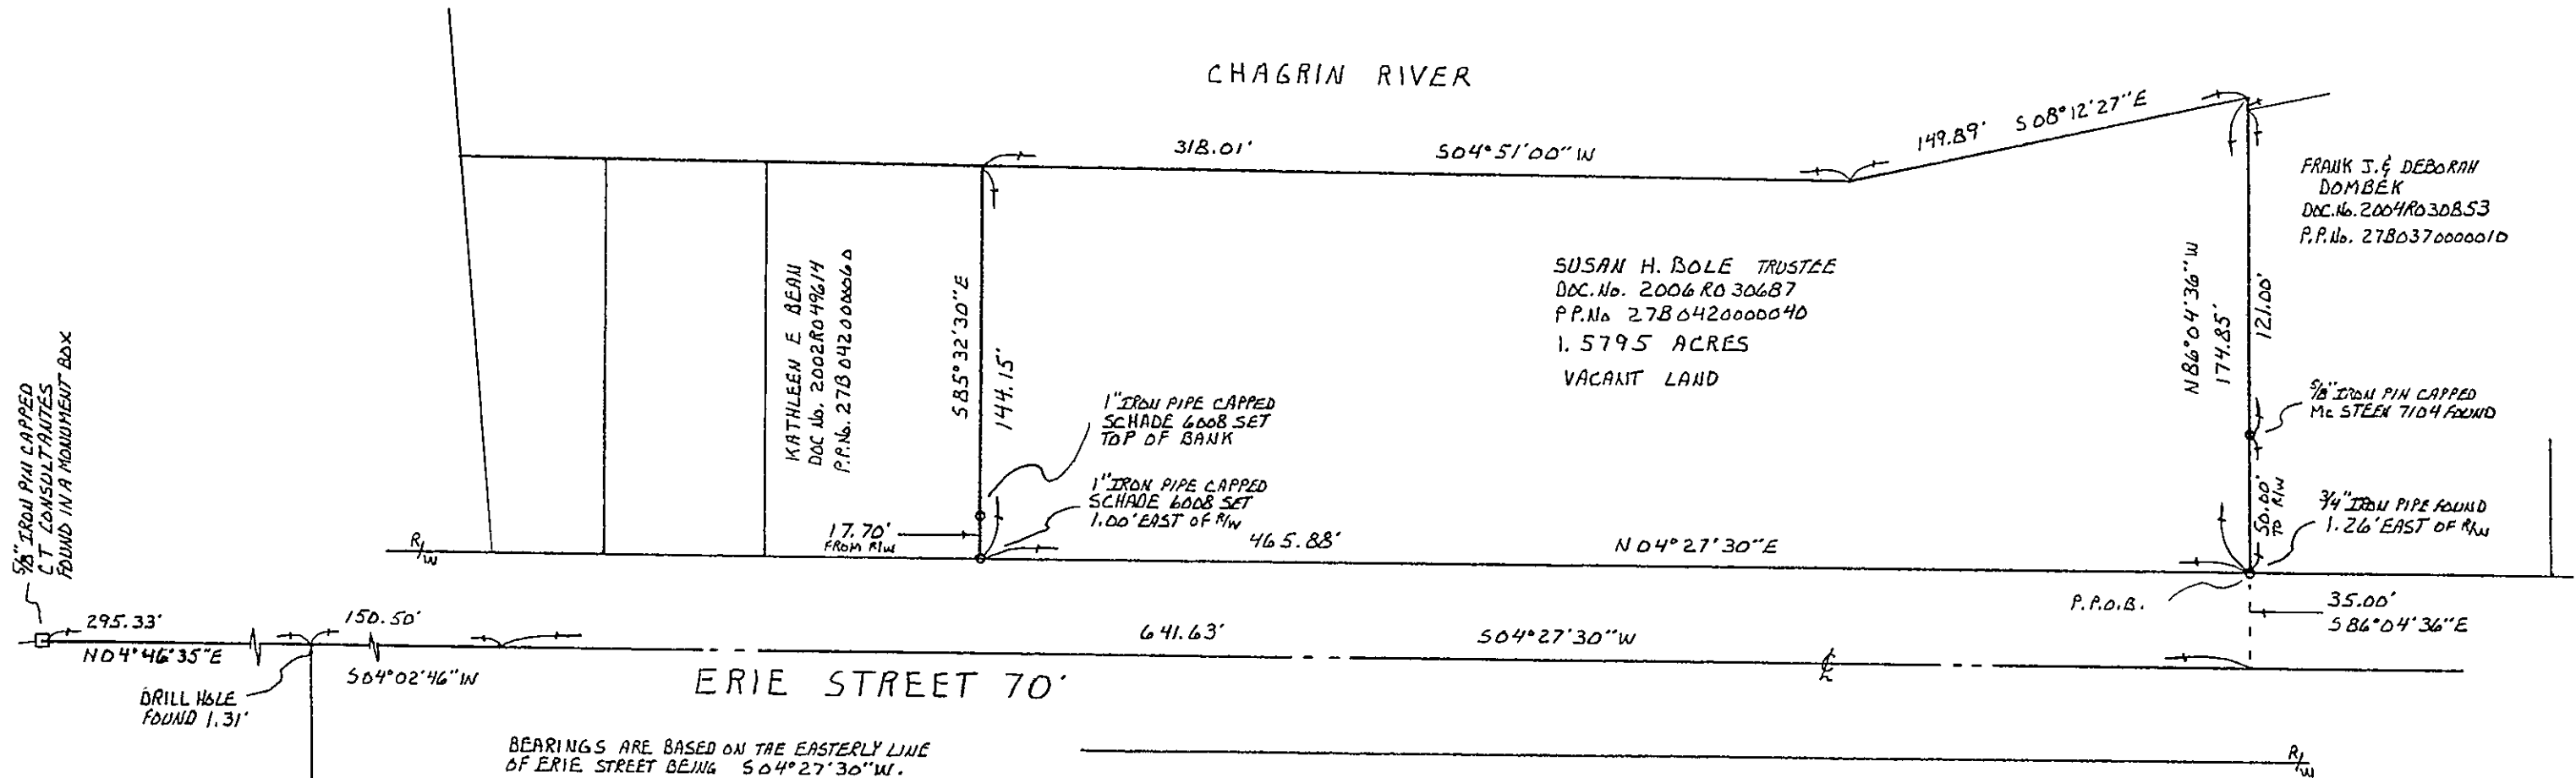 CHAGRIN RIVER
318.01' S04°51'00"W
149.89' S08°12'27"E
FRANK J. & DEBORAH
DOMBEK
DOC.No. 2004R030853
P.P.No. 27B0370000010
KATHLEEN E BEAN
DOC No. 2002R049614
P.P.No. 27B0420000060
S85°32'30"E
144.15'
SUSAN H. BOLE TRUSTEE
DOC.No. 2006R030687
P.P.No 27B0420000040
1.5795 ACRES
VACANT LAND
N86°04'36"W
174.85'
121.00'
5/8" IRON PIN CAPPED
Mc STEEN 7104 FOUND
1" IRON PIPE CAPPED
SCHADE 6008 SET
TOP OF BANK
1" IRON PIPE CAPPED
SCHADE 6008 SET
1.00' EAST OF R/W
50.00'
TO R/W
3/4" IRON PIPE FOUND
1.26' EAST OF R/W
5/8" IRON PIN CAPPED
C T CONSULTANTES
FOUND IN A MONUMENT BOX
R/W
17.70'
FROM R/W
465.88' N04°27'30"E
P.P.O.B.
35.00'
S86°04'36"E
295.33'
N04°46'35"E
150.50'
S04°02'46"W
641.63' S04°27'30"W
DRILL HOLE
FOUND 1.31'
ERIE STREET 70'
BEARINGS ARE BASED ON THE EASTERLY LINE
OF ERIE STREET BEING S04°27'30"W.
R/W